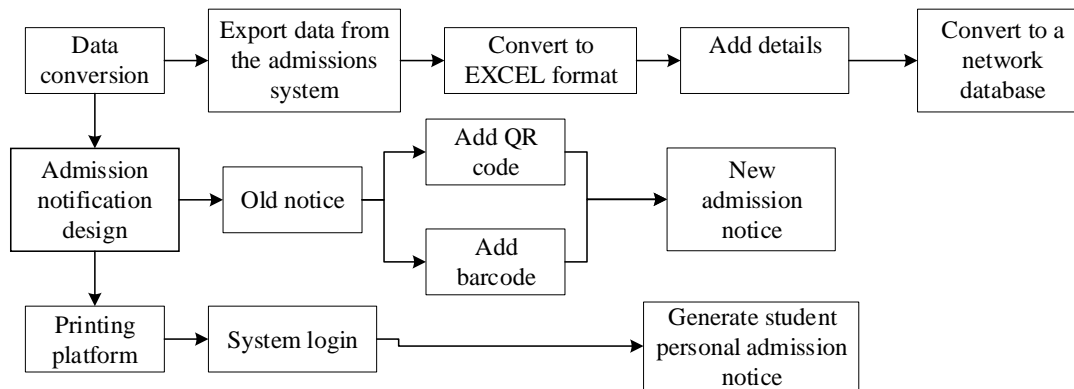 Data
conversion
Export data from
the admissions
system
Convert to
EXCEL format
Add details
Convert to a
network
database
Admission
notification
design
Old notice
Add QR
code
Add
barcode
New
admission
notice
Printing
platform
System login
Generate student
personal admission
notice